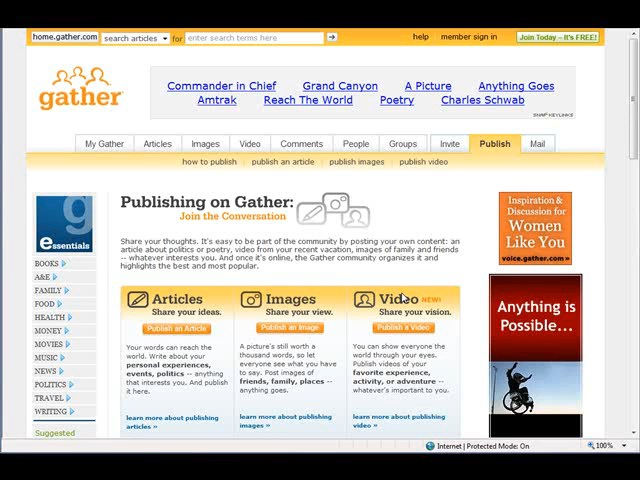 home.gather.com search articles for enter search terms here help member sign in Join Today – It's FREE!
gather
Commander in Chief Grand Canyon A Picture Anything Goes
Amtrak Reach The World Poetry Charles Schwab
SNAP KEYLINKS
My Gather Articles Images Video Comments People Groups Invite Publish Mail
how to publish publish an article publish images publish video
g
essentials
BOOKS
A&E
FAMILY
FOOD
HEALTH
MONEY
MOVIES
MUSIC
NEWS
POLITICS
TRAVEL
WRITING
Suggested
Publishing on Gather:
Join the Conversation
Share your thoughts. It's easy to be part of the community by posting your own content: an
article about politics or poetry, video from your recent vacation, images of family and friends
-- whatever interests you. And once it's online, the Gather community organizes it and
highlights the best and most popular.
Articles
Share your ideas.
Publish an Article
Your words can reach the
world. Write about your
personal experiences,
events, politics -- anything
that interests you. And publish
it here.
learn more about publishing
articles »
Images
Share your view.
Publish an Image
A picture's still worth a
thousand words, so let
everyone see what you have
to say. Post images of
friends, family, places --
anything goes.
learn more about publishing
images »
Video NEW!
Share your vision.
Publish a Video
You can show everyone the
world through your eyes.
Publish videos of your
favorite experience,
activity, or adventure --
whatever's important to you.
learn more about publishing
video »
Inspiration &
Discussion for
Women
Like You
voice.gather.com »
Anything is
Possible...
Internet | Protected Mode: On 100%